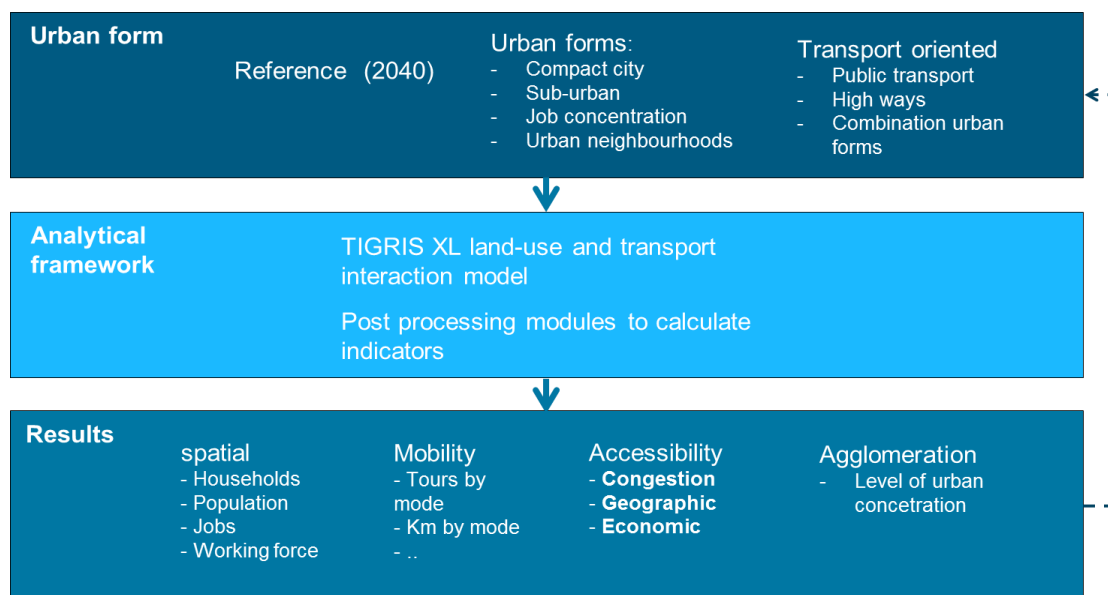 Urban form
Reference (2040)
Urban forms:
- Compact city
- Sub-urban
- Job concentration
- Urban neighbourhoods
Transport oriented
- Public transport
- High ways
- Combination urban
forms
Analytical
framework
TIGRIS XL land-use and transport
interaction model
Post processing modules to calculate
indicators
Results
spatial
- Households
- Population
- Jobs
- Working force
Mobility
- Tours by
mode
- Km by mode
- ..
Accessibility
- Congestion
- Geographic
- Economic
Agglomeration
- Level of urban
concetration